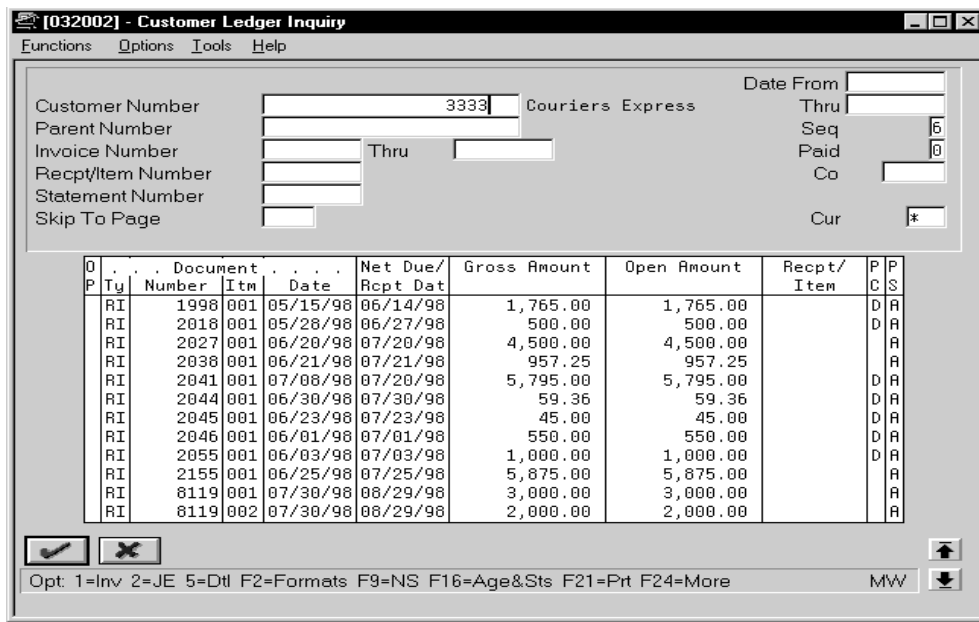 [032002] - Customer Ledger Inquiry
Functions Options Tools Help
Date From
Customer Number 3333 Couriers Express Thru
Parent Number Seq 6
Invoice Number Thru Paid 0
Recpt/Item Number Co
Statement Number
Skip To Page Cur *
O . . . Document . . . . Net Due/ Gross Amount Open Amount Recpt/ P P
P Ty Number Itm Date Rcpt Dat Item C S
RI 1998 001 05/15/98 06/14/98 1,765.00 1,765.00 D A
RI 2018 001 05/28/98 06/27/98 500.00 500.00 D A
RI 2027 001 06/20/98 07/20/98 4,500.00 4,500.00 A
RI 2038 001 06/21/98 07/21/98 957.25 957.25 A
RI 2041 001 07/08/98 07/20/98 5,795.00 5,795.00 D A
RI 2044 001 06/30/98 07/30/98 59.36 59.36 D A
RI 2045 001 06/23/98 07/23/98 45.00 45.00 D A
RI 2046 001 06/01/98 07/01/98 550.00 550.00 D A
RI 2055 001 06/03/98 07/03/98 1,000.00 1,000.00 D A
RI 2155 001 06/25/98 07/25/98 5,875.00 5,875.00 A
RI 8119 001 07/30/98 08/29/98 3,000.00 3,000.00 A
RI 8119 002 07/30/98 08/29/98 2,000.00 2,000.00 A
Opt: 1=Inv 2=JE 5=Dtl F2=Formats F9=NS F16=Age&Sts F21=Prt F24=More MW